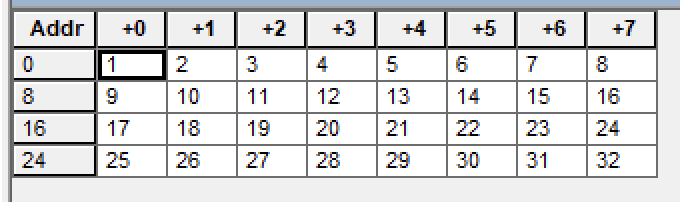 Addr +0 +1 +2 +3 +4 +5 +6 +7
0 1 2 3 4 5 6 7 8
8 9 10 11 12 13 14 15 16
16 17 18 19 20 21 22 23 24
24 25 26 27 28 29 30 31 32